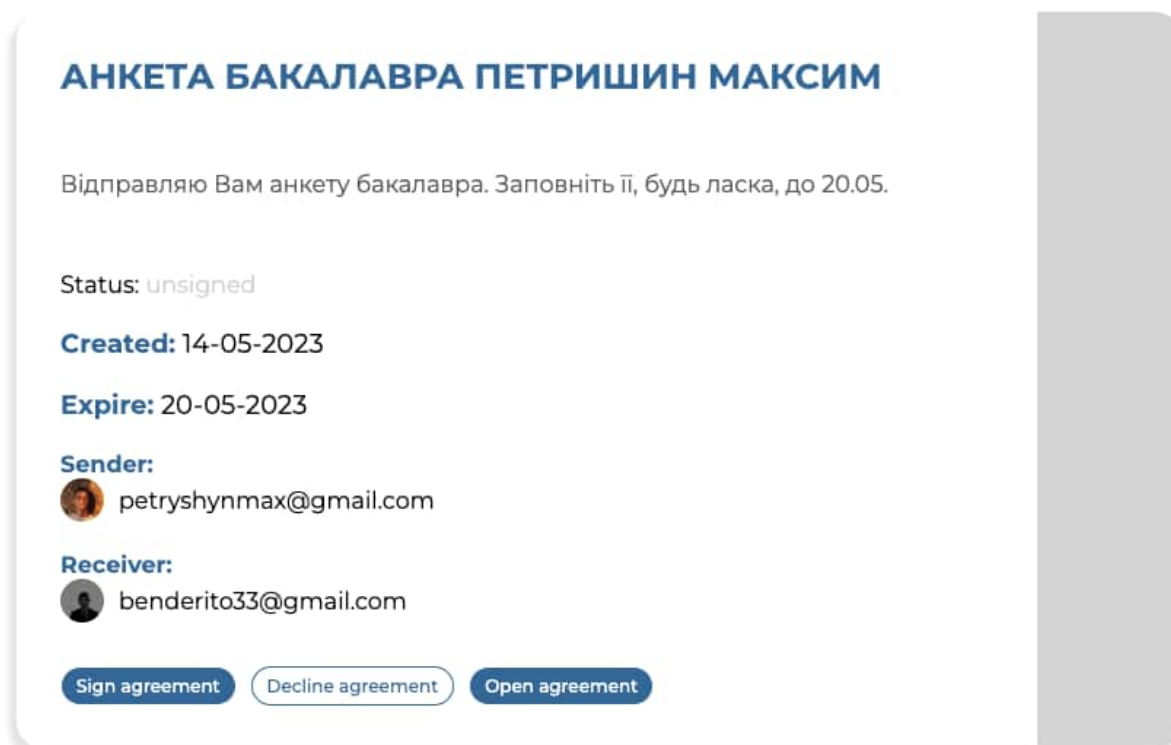 АНКЕТА БАКАЛАВРА ПЕТРИШИН МАКСИМ
Відправляю Вам анкету бакалавра. Заповніть її, будь ласка, до 20.05.
Status: unsigned
Created: 14-05-2023
Expire: 20-05-2023
Sender:
petryshynmax@gmail.com
Receiver:
benderito33@gmail.com
Sign agreement Decline agreement Open agreement